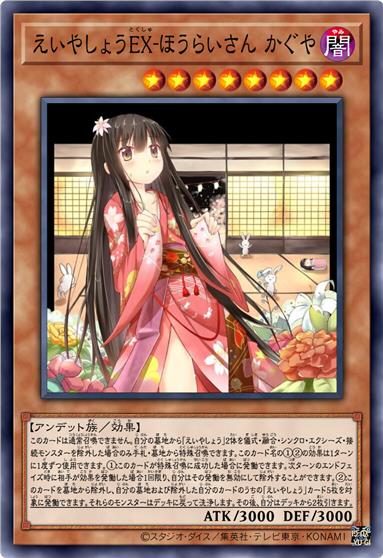 えいやしょうEX-ほうらいさん かぐや
闇
【アンデット族／効果】
このカードは通常召喚できません。自分の墓地から「えいやしょう」2体を儀式・融合・シンクロ・エクシーズ・接
続モンスターを除外した場合のみ手札・墓地から特殊召喚できます。このカード名の①②の効果は1ターン
に1度ずつ使用できます。①このカードが特殊召喚に成功した場合に発動できます。次ターンのエンドフ
ェイズ時に相手が効果を発動した場合1回限り、自分はその発動を無効にして除外することができます。②こ
のカードを墓地から除外し、自分の墓地および除外した自分のカードのうちの「えいやしょう」カード5枚を対
象に発動できます。それらのモンスターはデッキに戻って洗浄します。その後、自分はデッキから2枚引きます。
ATK/3000 DEF/3000
©スタジオ・ダイス／集英社・テレビ東京・KONAMI